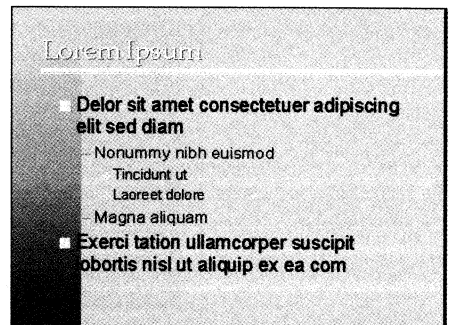 Lorem Ipsum
Delor sit amet consectetuer adipiscing
elit sed diam
Nonummy nibh euismod
Tincidunt ut
Laoreet dolore
Magna aliquam
Exerci tation ullamcorper suscipit
obortis nisl ut aliquip ex ea com